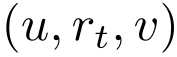 (u, r_t, v)